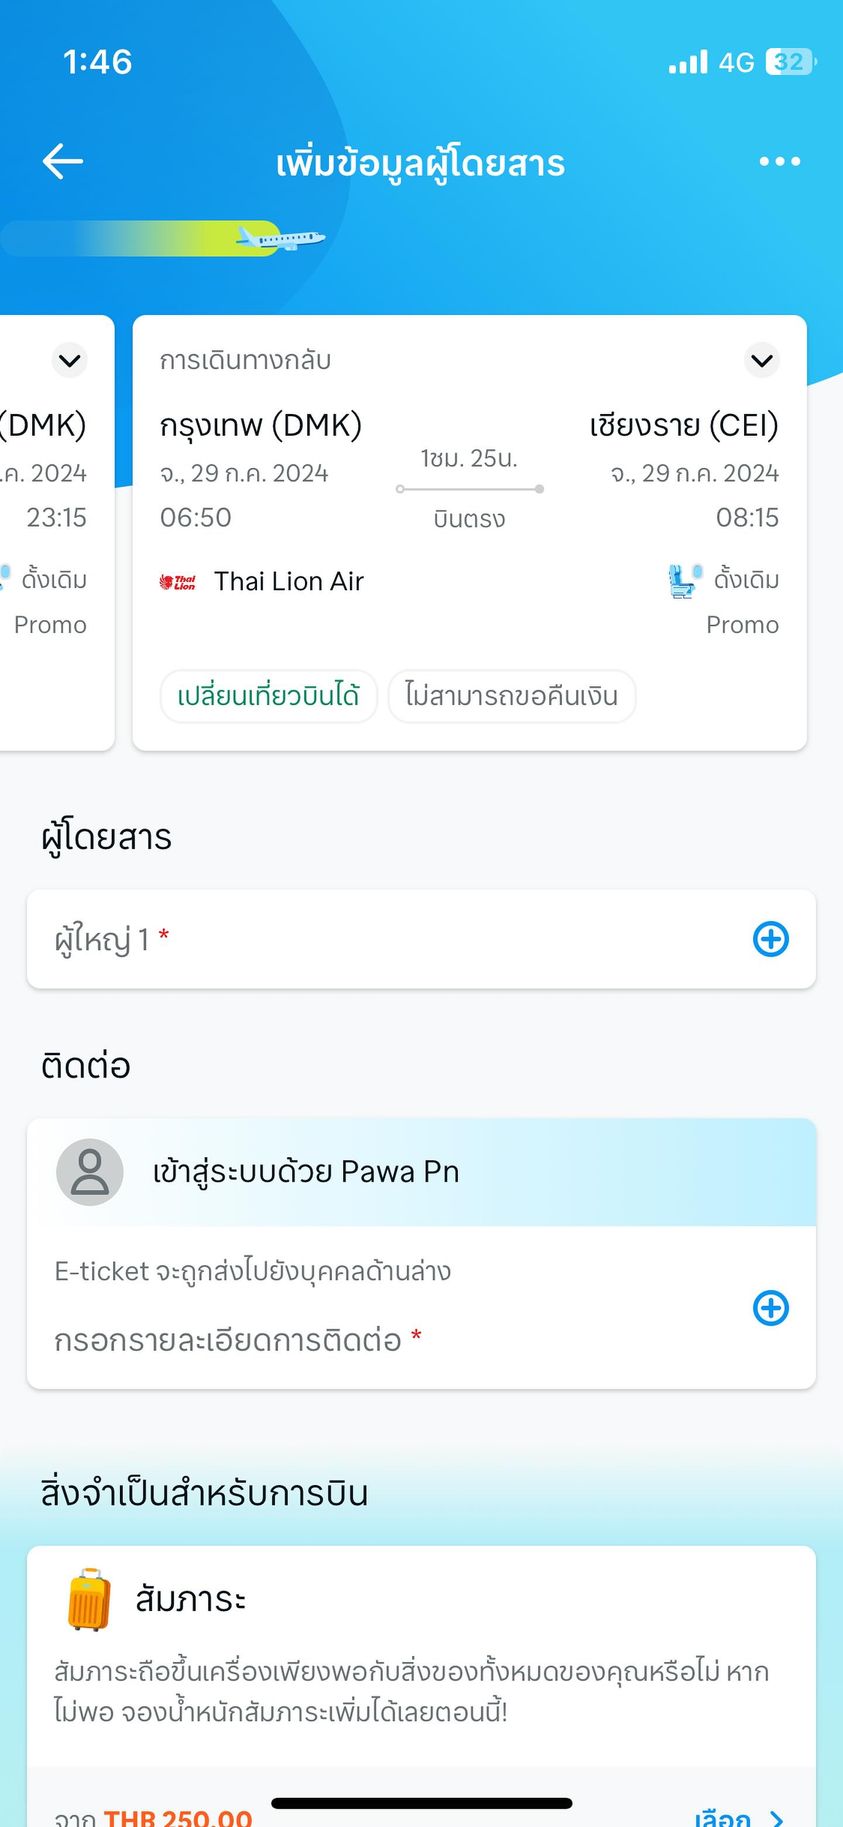 1:46
4G 32
เพิ่มข้อมูลผู้โดยสาร
(DMK)
.ค. 2024
23:15
ดั้งเดิม
Promo
การเดินทางกลับ
กรุงเทพ (DMK)
เชียงราย (CEI)
จ., 29 ก.ค. 2024
1ชม. 25น.
จ., 29 ก.ค. 2024
06:50
บินตรง
08:15
Thai Lion
Thai Lion Air
ดั้งเดิม
Promo
เปลี่ยนเที่ยวบินได้
ไม่สามารถขอคืนเงิน
ผู้โดยสาร
ผู้ใหญ่ 1 *
ติดต่อ
เข้าสู่ระบบด้วย Pawa Pn
E-ticket จะถูกส่งไปยังบุคคลด้านล่าง
กรอกรายละเอียดการติดต่อ *
สิ่งจำเป็นสำหรับการบิน
สัมภาระ
สัมภาระถือขึ้นเครื่องเพียงพอกับสิ่งของทั้งหมดของคุณหรือไม่ หาก
ไม่พอ จองน้ำหนักสัมภาระเพิ่มได้เลยตอนนี้!
จาก THB 250.00
เลือก